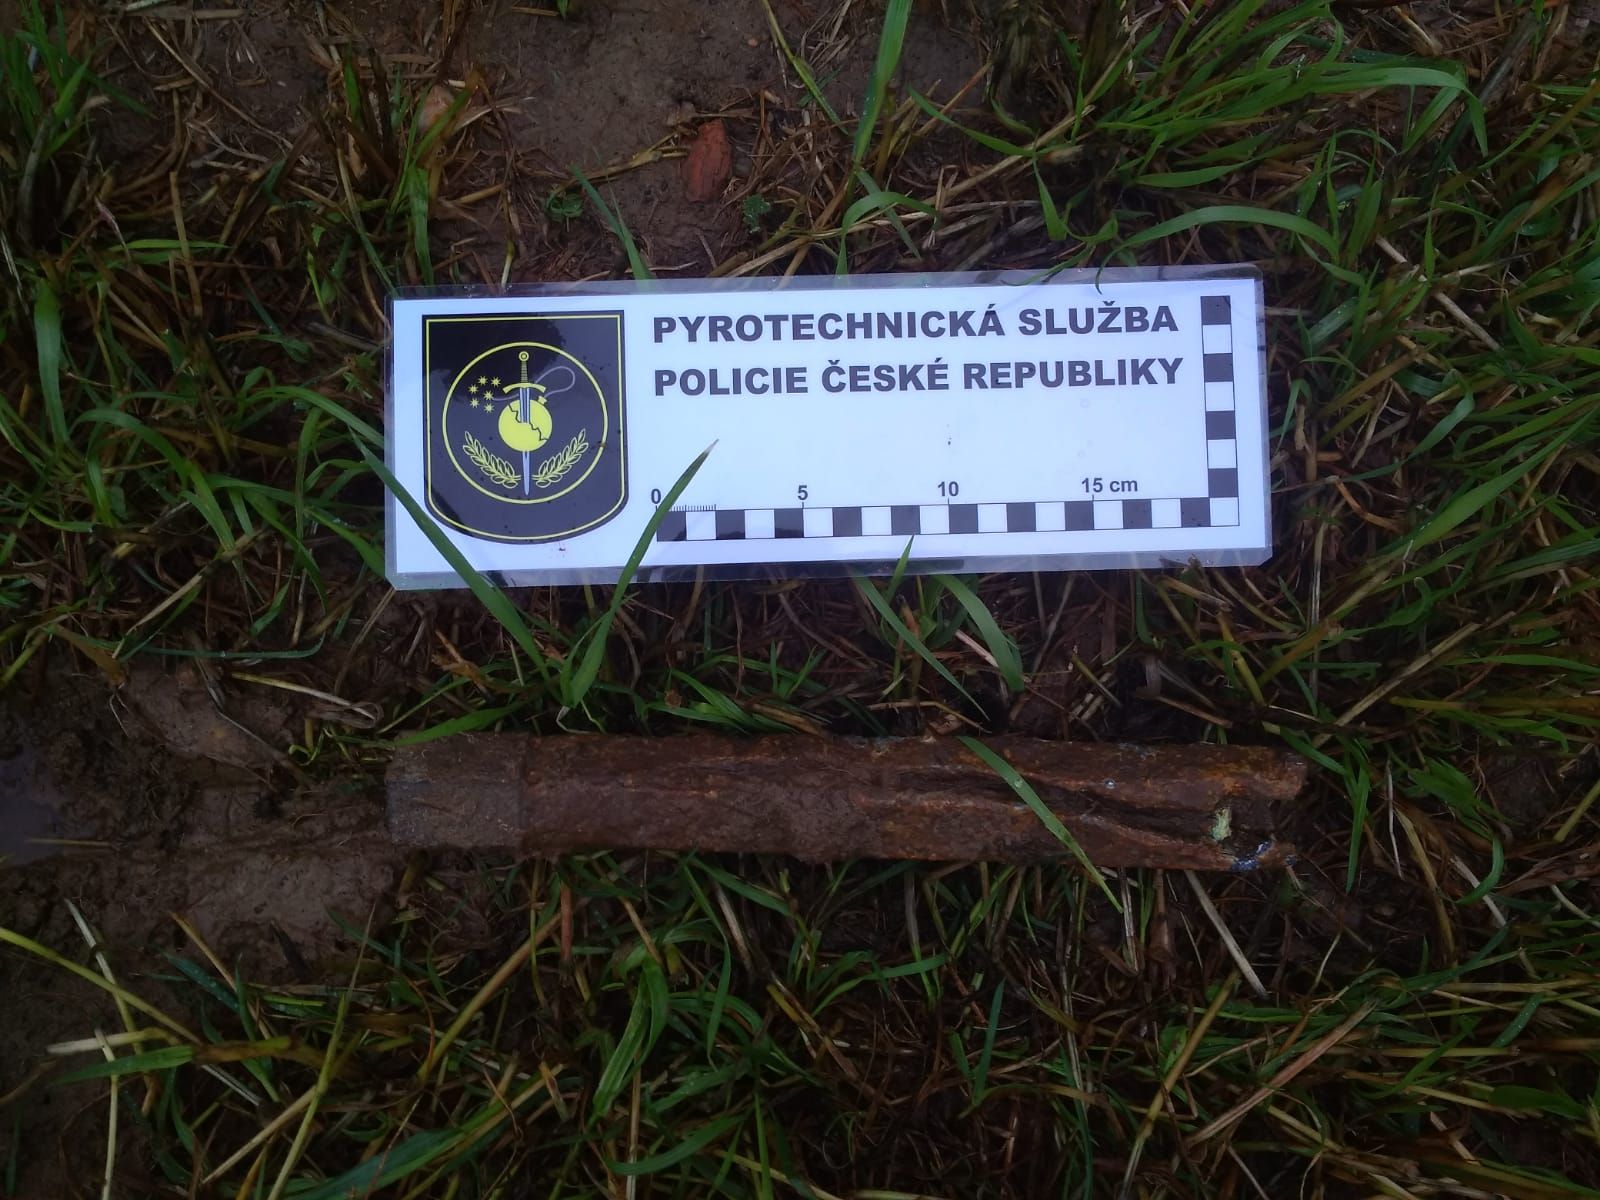 PYROTECHNICKÁ SLUŽBA
POLICIE ČESKÉ REPUBLIKY
0 5 10 15 cm